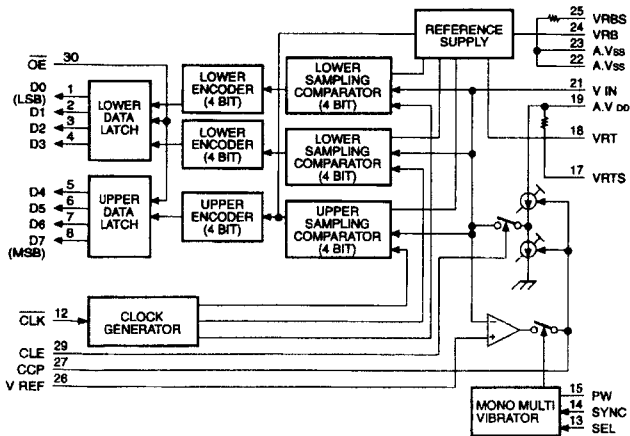 25 VRBS
24 VRB
23 A.VSS
22 A.VSS
REFERENCE
SUPPLY
OE 30
21 V IN
19 A.V DD
18 VRT
17 VRTS
D0 1
(LSB)
D1 2
D2 3
D3 4
LOWER
DATA
LATCH
LOWER
ENCODER
(4 BIT)
LOWER
SAMPLING
COMPARATOR
(4 BIT)
LOWER
ENCODER
(4 BIT)
LOWER
SAMPLING
COMPARATOR
(4 BIT)
D4 5
D5 6
D6 7
D7 8
(MSB)
UPPER
DATA
LATCH
UPPER
ENCODER
(4 BIT)
UPPER
SAMPLING
COMPARATOR
(4 BIT)
CLK 12
CLOCK
GENERATOR
CLE 29
CCP 27
V REF 26
−
+
MONO MULTI
VIBRATOR
15 PW
14 SYNC
13 SEL